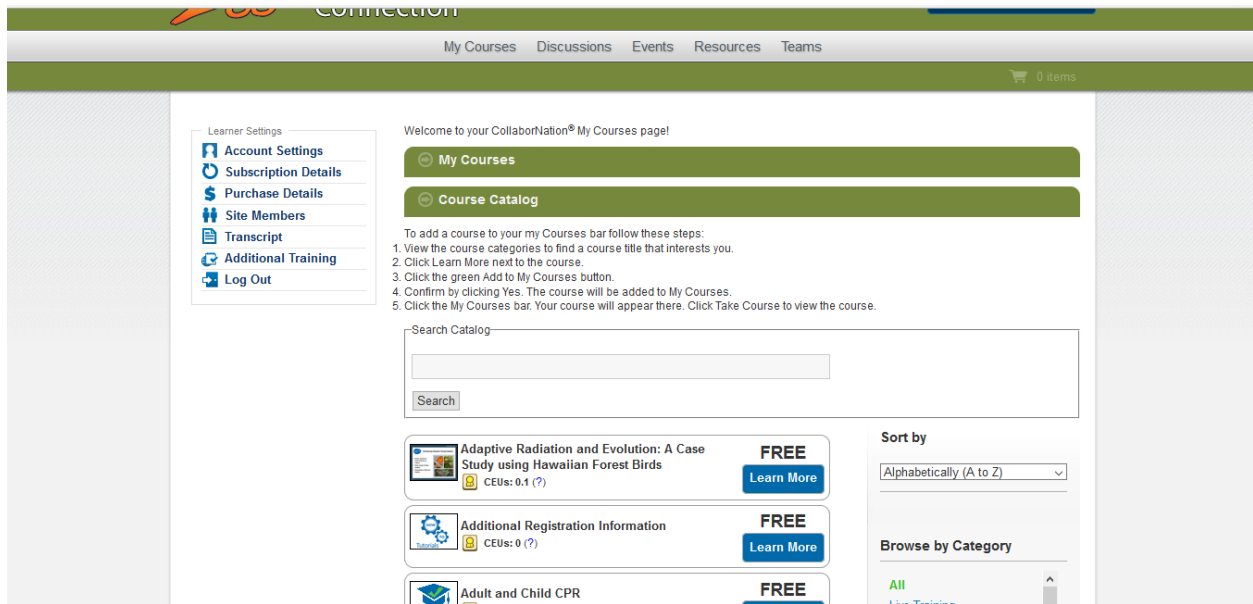 Connection
My Courses Discussions Events Resources Teams
0 items
Learner Settings
Account Settings
Subscription Details
Purchase Details
Site Members
Transcript
Additional Training
Log Out
Welcome to your CollaborNation® My Courses page!
My Courses
Course Catalog
To add a course to your my Courses bar follow these steps:
1. View the course categories to find a course title that interests you.
2. Click Learn More next to the course.
3. Click the green Add to My Courses button.
4. Confirm by clicking Yes. The course will be added to My Courses.
5. Click the My Courses bar. Your course will appear there. Click Take Course to view the course.
Search Catalog
Search
Adaptive Radiation and Evolution: A Case
Study using Hawaiian Forest Birds
CEUs: 0.1 (?)
FREE
Learn More
Tutorials
Additional Registration Information
CEUs: 0 (?)
FREE
Learn More
Adult and Child CPR
FREE
Sort by
Alphabetically (A to Z)
Browse by Category
All
Live Training